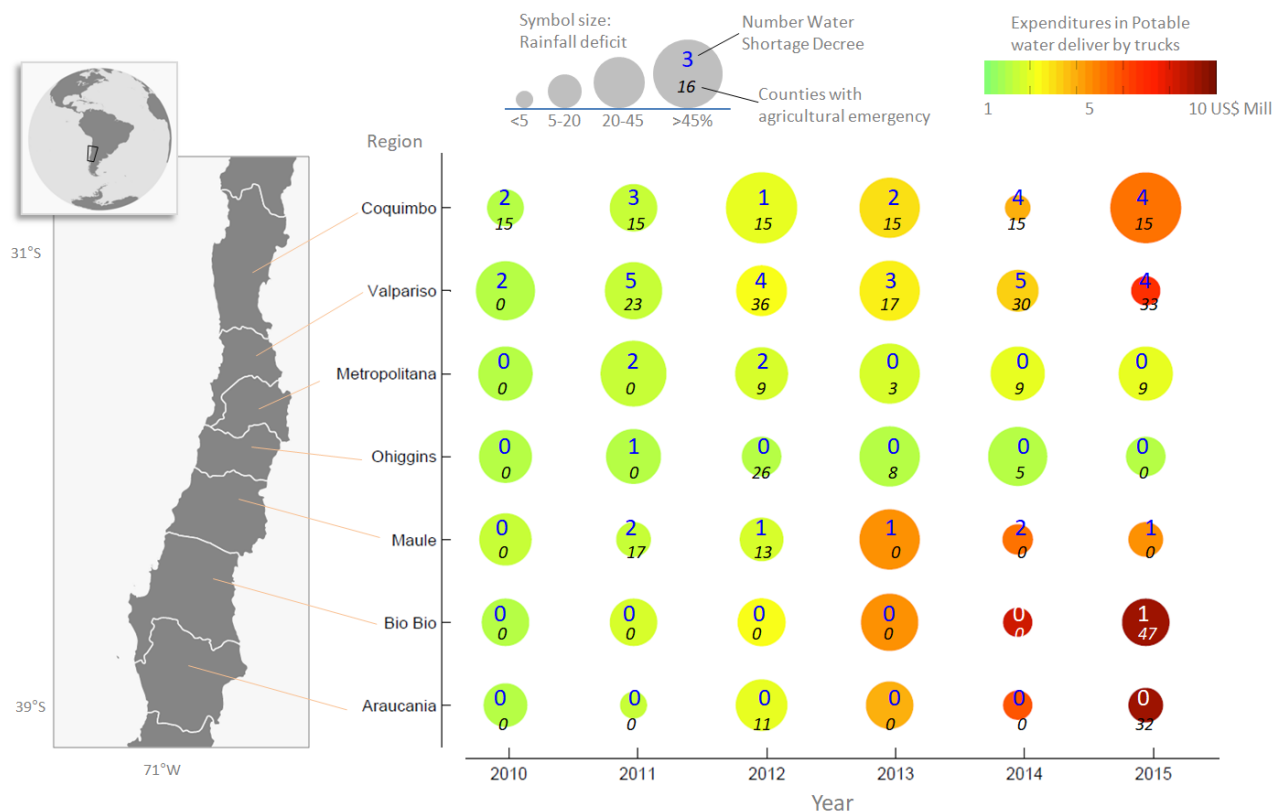 Symbol size:
Rainfall deficit
Number Water
Shortage Decree
3
16
Counties with
agricultural emergency
<5 5-20 20-45 >45%
Expenditures in Potable
water deliver by trucks
1 5 10 US$ Mill
Region
31°S
39°S
71°W
Coquimbo
2 3 1 2 4 4
15 15 15 15 15 15
Valpariso
2 5 4 3 5 4
0 23 36 17 30 33
Metropolitana
0 2 2 0 0 0
0 0 9 3 9 9
Ohiggins
0 1 0 0 0 0
0 0 26 8 5 0
Maule
0 2 1 1 2 1
0 17 13 0 0 0
Bio Bio
0 0 0 0 0 1
0 0 0 0 0 47
Araucania
0 0 0 0 0 0
0 0 11 0 0 32
2010 2011 2012 2013 2014 2015
Year